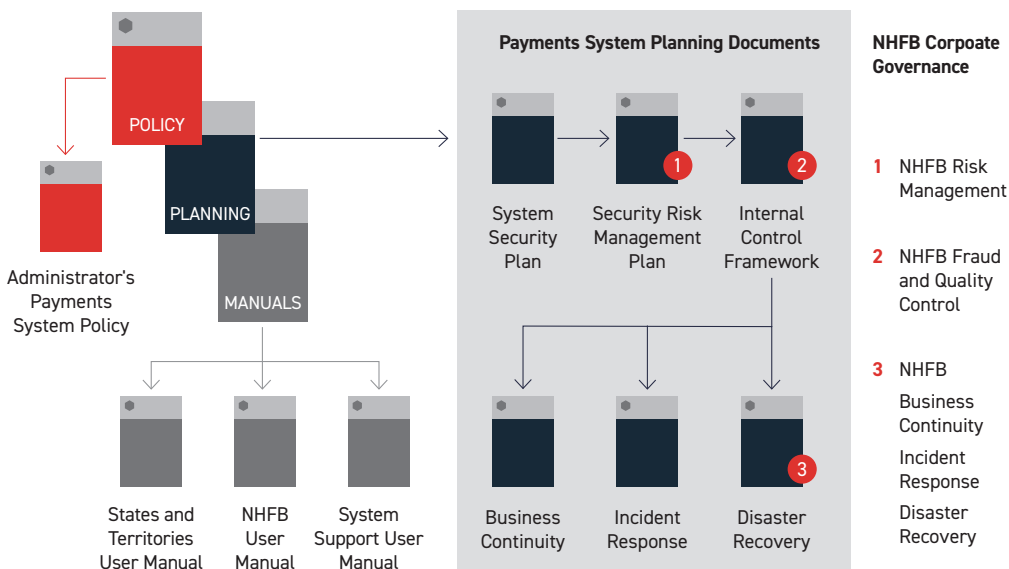 POLICY
PLANNING
MANUALS
Administrator's
Payments
System Policy
States and
Territories
User Manual
NHFB
User
Manual
System
Support User
Manual
Payments System Planning Documents
System
Security
Plan
1
Security Risk
Management
Plan
2
Internal
Control
Framework
Business
Continuity
Incident
Response
3
Disaster
Recovery
NHFB Corpoate
Governance
1 NHFB Risk
Management
2 NHFB Fraud
and Quality
Control
3 NHFB
Business
Continuity
Incident
Response
Disaster
Recovery